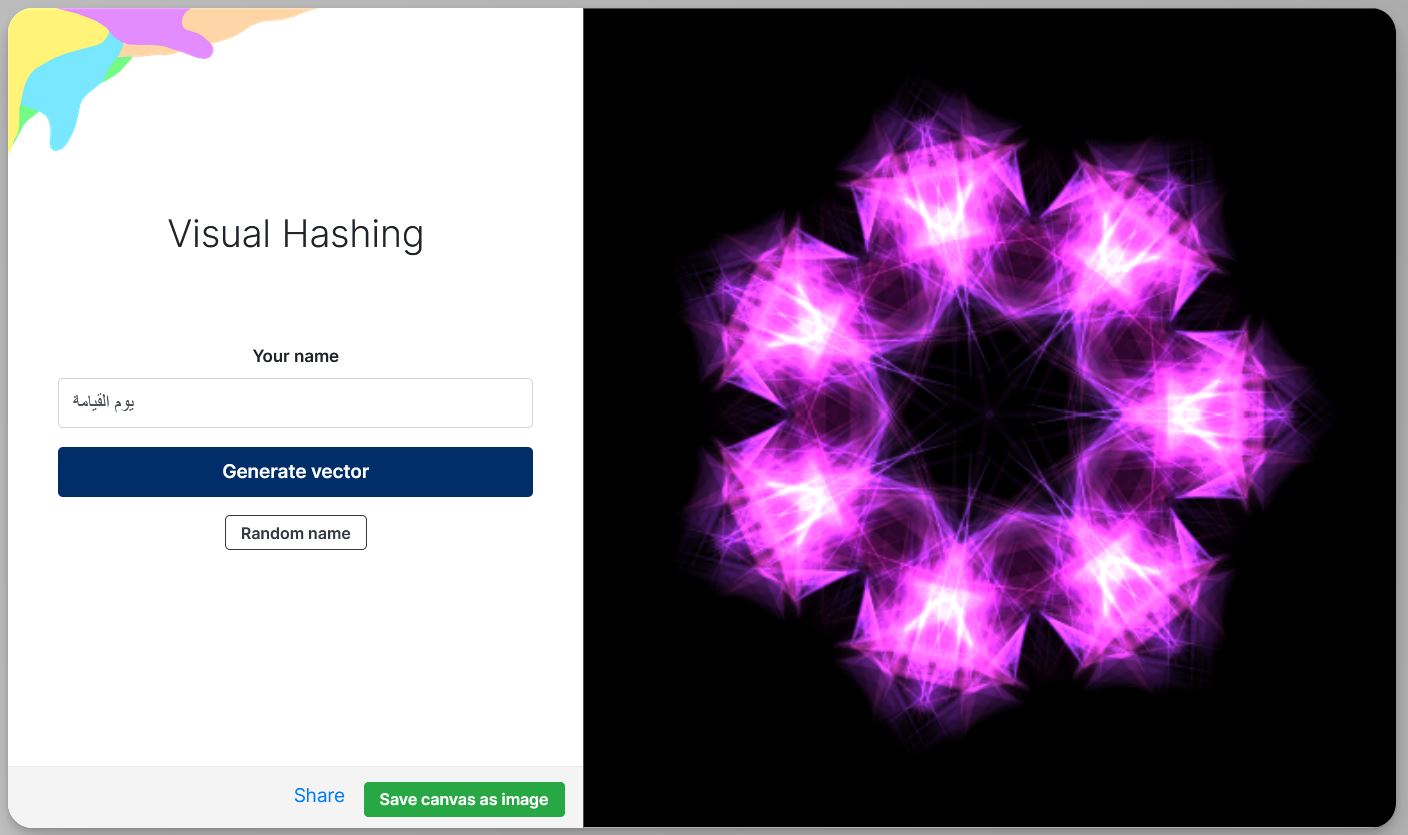 Visual Hashing
Your name
يوم القيامة
Generate vector
Random name
Share
Save canvas as image